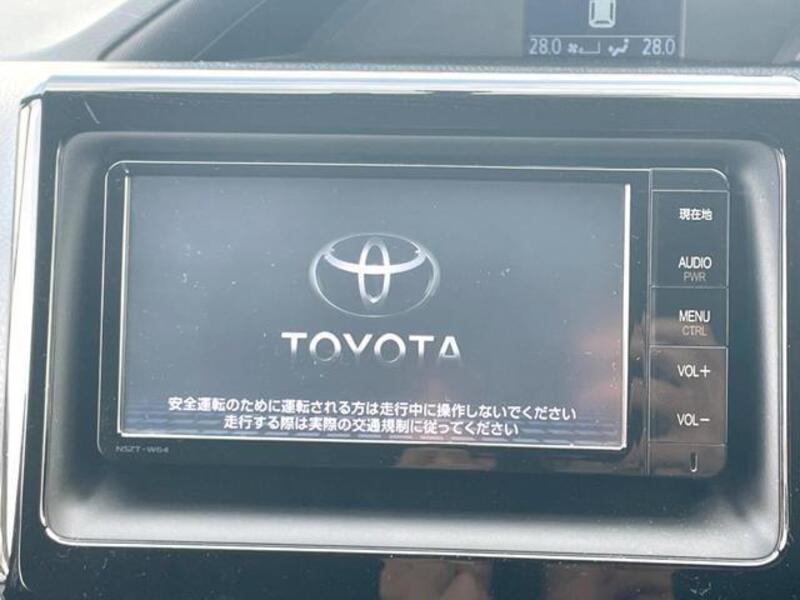 28.0 28.0
現在地
AUDIO
PWR
MENU
CTRL
VOL+
VOL-
TOYOTA
安全運転のために運転される方は走行中に操作しないでください
走行する際は実際の交通規制に従ってください
NSZT-W64